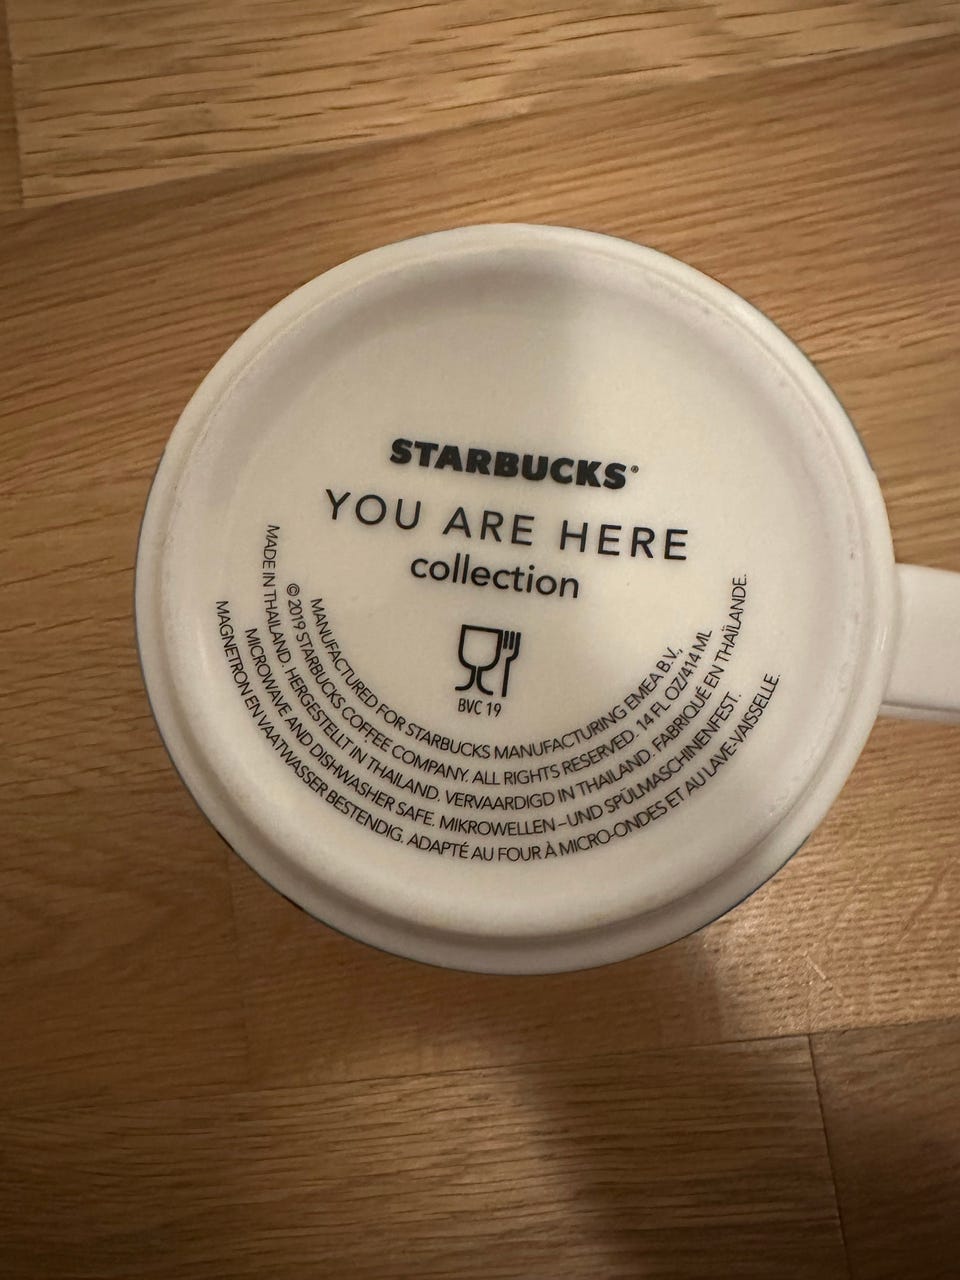 STARBUCKS®
YOU ARE HERE
collection
BVC 19
MANUFACTURED FOR STARBUCKS MANUFACTURING EMEA B.V.,
© 2019 STARBUCKS COFFEE COMPANY. ALL RIGHTS RESERVED. 14 FL OZ/414 ML
MADE IN THAILAND. HERGESTELLT IN THAILAND. VERVAARDIGD IN THAILAND. FABRIQUÉ EN THAÏLANDE.
MICROWAVE AND DISHWASHER SAFE. MIKROWELLEN–UND SPÜLMASCHINENFEST.
MAGNETRON EN VAATWASSER BESTENDIG. ADAPTÉ AU FOUR À MICRO-ONDES ET AU LAVE-VAISSELLE.